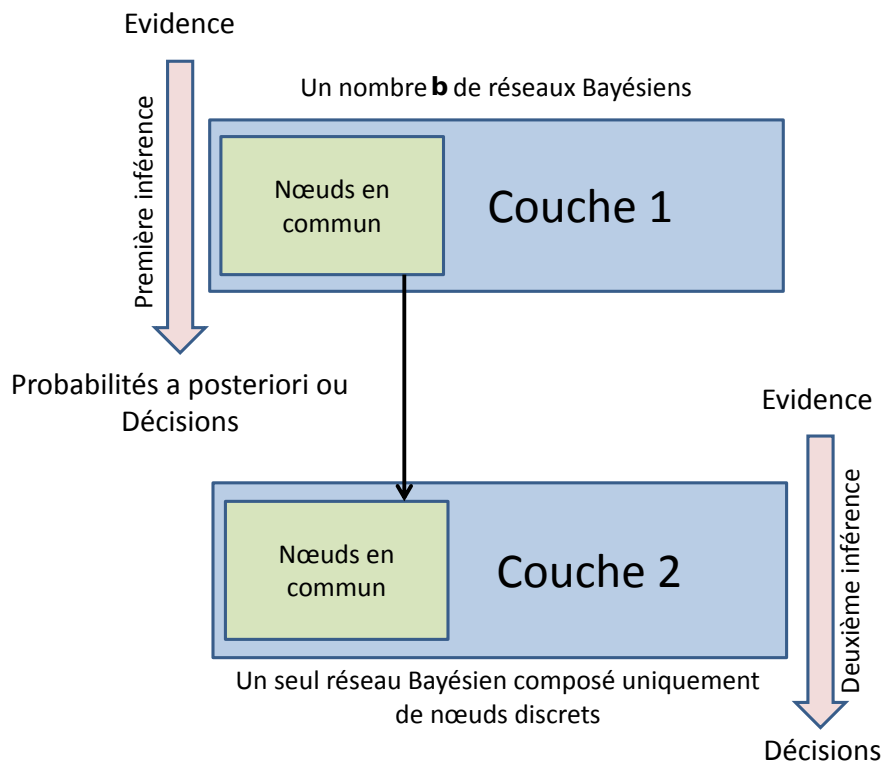 Evidence
Un nombre b de réseaux Bayésiens
Première inférence
Nœuds en
commun
Couche 1
Probabilités a posteriori ou
Décisions
Evidence
Nœuds en
commun
Couche 2
Deuxième inférence
Un seul réseau Bayésien composé uniquement
de nœuds discrets
Décisions